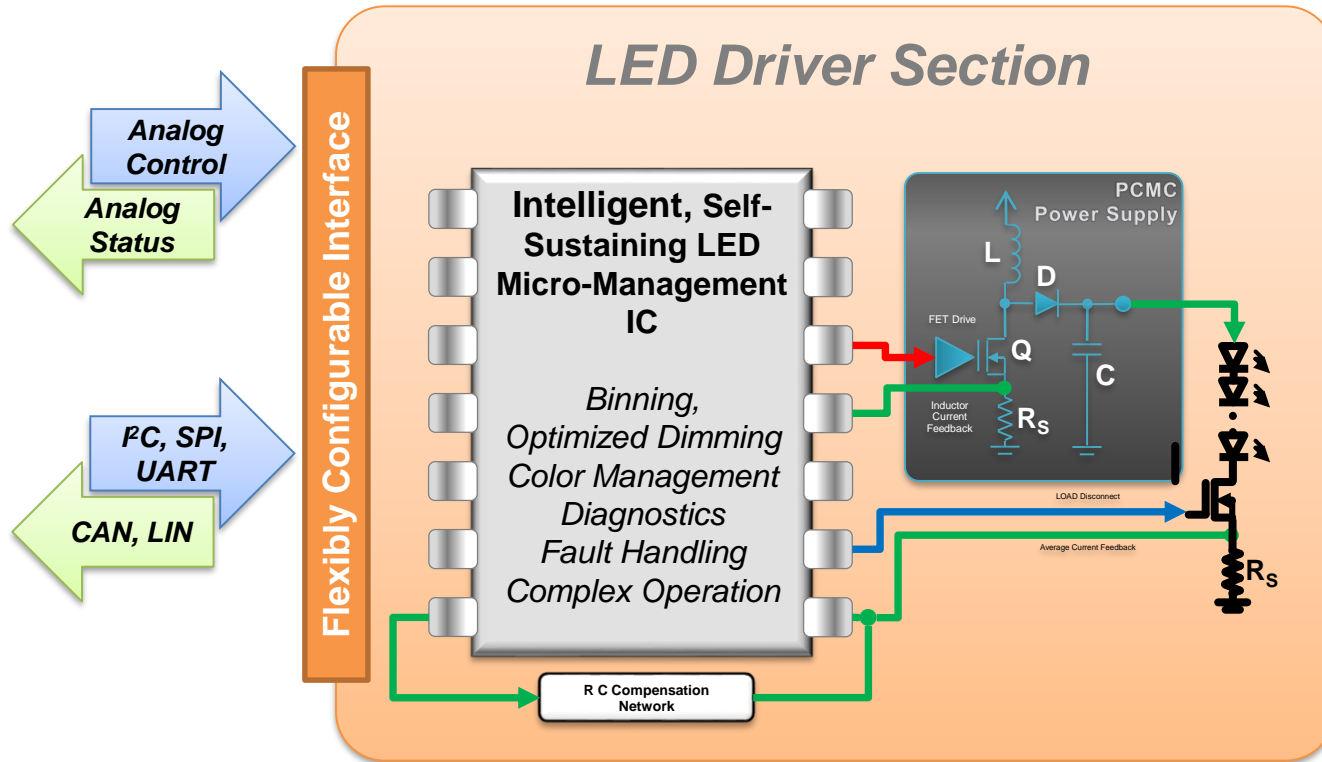 LED Driver Section
Analog
Control
Analog
Status
I²C, SPI,
UART
CAN, LIN
Flexibly Configurable Interface
Intelligent, Self-
Sustaining LED
Micro-Management
IC
Binning,
Optimized Dimming
Color Management
Diagnostics
Fault Handling
Complex Operation
R C Compensation
Network
PCMC
Power Supply
L
D
FET Drive
Q
C
Inductor
Current
Feedback
RS
LOAD Disconnect
Average Current Feedback
RS